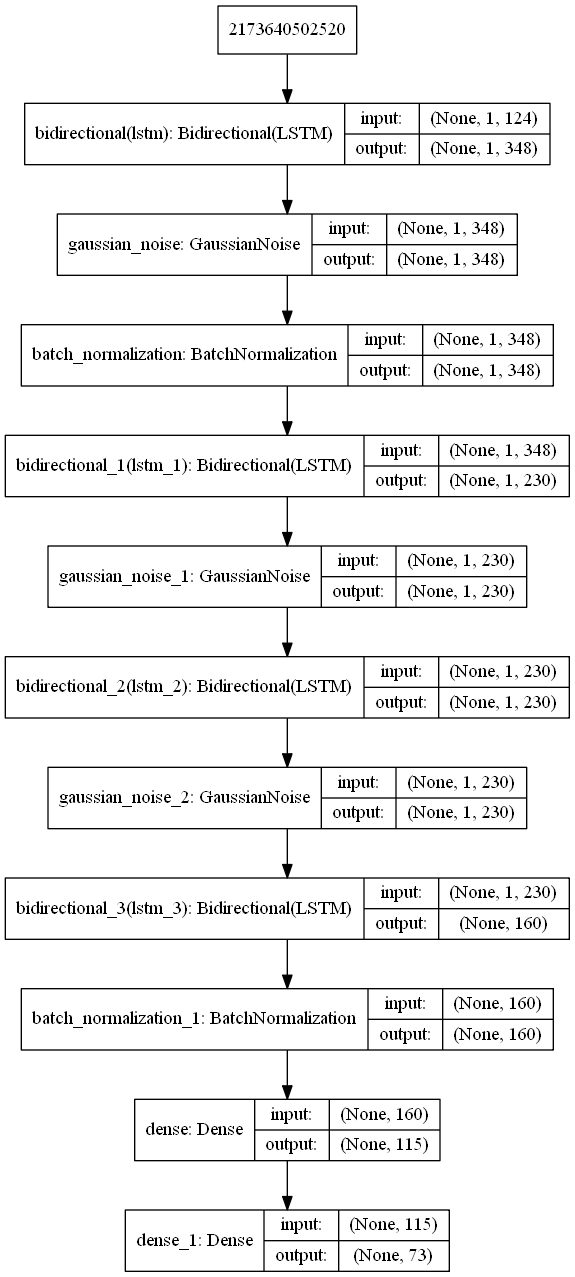 2173640502520
bidirectional(lstm): Bidirectional(LSTM)
input: (None, 1, 124)
output: (None, 1, 348)
gaussian_noise: GaussianNoise
input: (None, 1, 348)
output: (None, 1, 348)
batch_normalization: BatchNormalization
input: (None, 1, 348)
output: (None, 1, 348)
bidirectional_1(lstm_1): Bidirectional(LSTM)
input: (None, 1, 348)
output: (None, 1, 230)
gaussian_noise_1: GaussianNoise
input: (None, 1, 230)
output: (None, 1, 230)
bidirectional_2(lstm_2): Bidirectional(LSTM)
input: (None, 1, 230)
output: (None, 1, 230)
gaussian_noise_2: GaussianNoise
input: (None, 1, 230)
output: (None, 1, 230)
bidirectional_3(lstm_3): Bidirectional(LSTM)
input: (None, 1, 230)
output: (None, 160)
batch_normalization_1: BatchNormalization
input: (None, 160)
output: (None, 160)
dense: Dense
input: (None, 160)
output: (None, 115)
dense_1: Dense
input: (None, 115)
output: (None, 73)